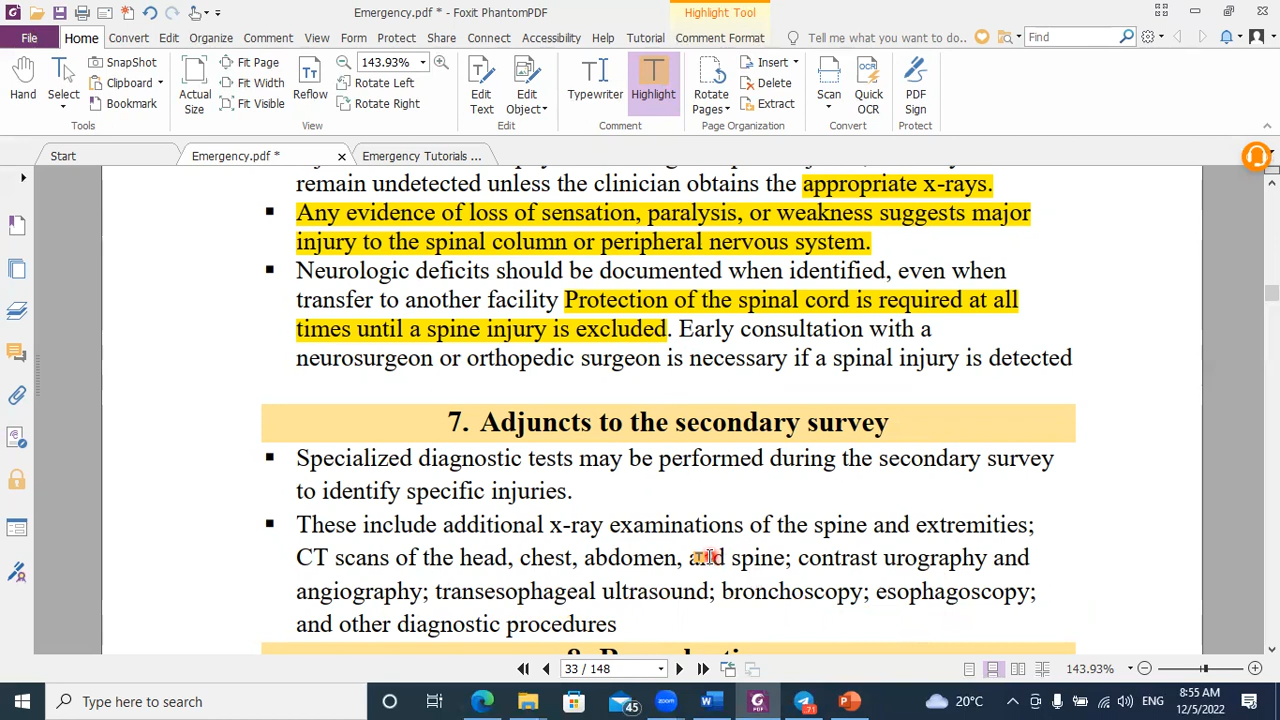 Emergency.pdf * - Foxit PhantomPDF
Highlight Tool
File Home Convert Edit Organize Comment View Form Protect Share Connect Accessibility Help Tutorial Comment Format Tell me what you want to do... Find
Hand
Select
SnapShot
Clipboard
Bookmark
Tools
Actual Size
Fit Page
Fit Width
Fit Visible
Reflow
143.93%
Rotate Left
Rotate Right
View
Edit Text
Edit Object
Edit
Typewriter
Highlight
Comment
Rotate Pages
Insert
Delete
Extract
Page Organization
Scan
Quick OCR
Convert
PDF Sign
Protect
Start Emergency.pdf * Emergency Tutorials ...
remain undetected unless the clinician obtains the appropriate x-rays.
▪ Any evidence of loss of sensation, paralysis, or weakness suggests major
injury to the spinal column or peripheral nervous system.
▪ Neurologic deficits should be documented when identified, even when
transfer to another facility Protection of the spinal cord is required at all
times until a spine injury is excluded. Early consultation with a
neurosurgeon or orthopedic surgeon is necessary if a spinal injury is detected
7. Adjuncts to the secondary survey
▪ Specialized diagnostic tests may be performed during the secondary survey
to identify specific injuries.
▪ These include additional x-ray examinations of the spine and extremities;
CT scans of the head, chest, abdomen, and spine; contrast urography and
angiography; transesophageal ultrasound; bronchoscopy; esophagoscopy;
and other diagnostic procedures
33 / 148
143.93%
Type here to search
45
zoom
71
20°C
ENG
8:55 AM
12/5/2022